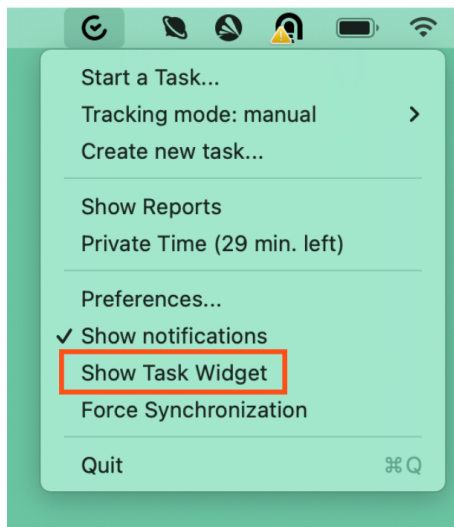 Start a Task...
Tracking mode: manual
Create new task...
Show Reports
Private Time (29 min. left)
Preferences...
✓ Show notifications
Show Task Widget
Force Synchronization
Quit ⌘Q